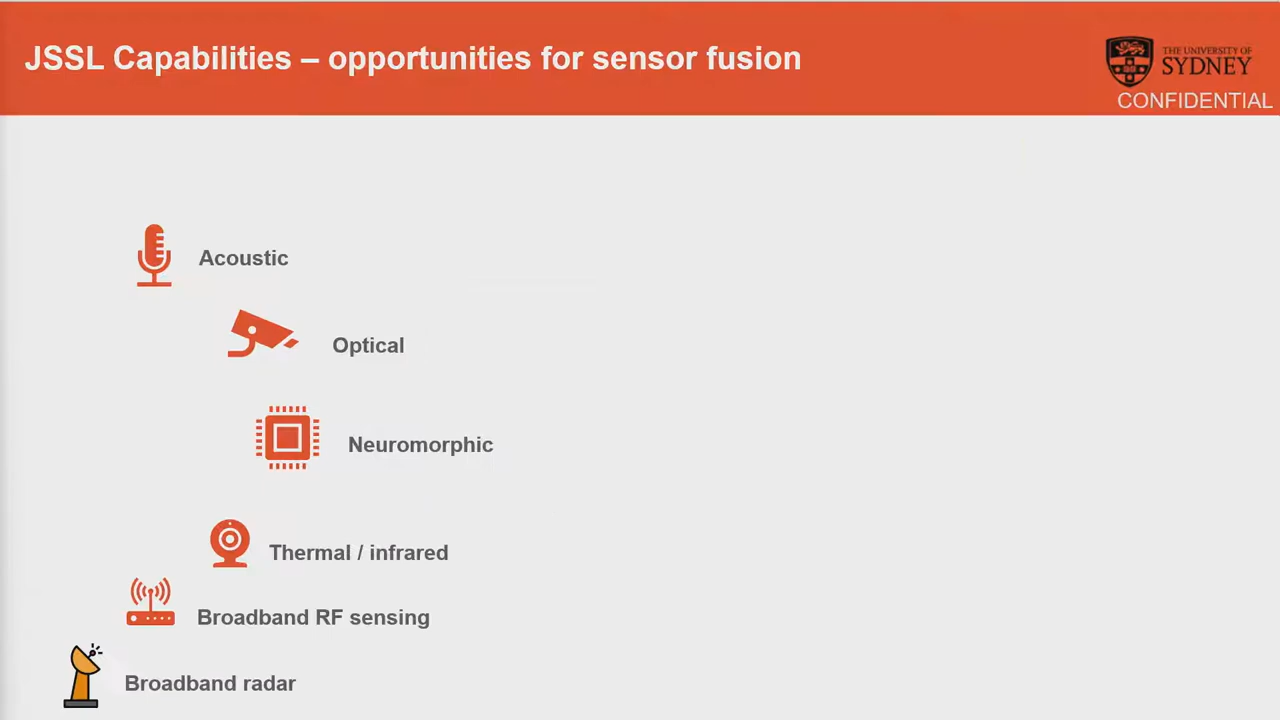 JSSL Capabilities – opportunities for sensor fusion
THE UNIVERSITY OF
SYDNEY
CONFIDENTIAL
Acoustic
Optical
Neuromorphic
Thermal / infrared
Broadband RF sensing
Broadband radar